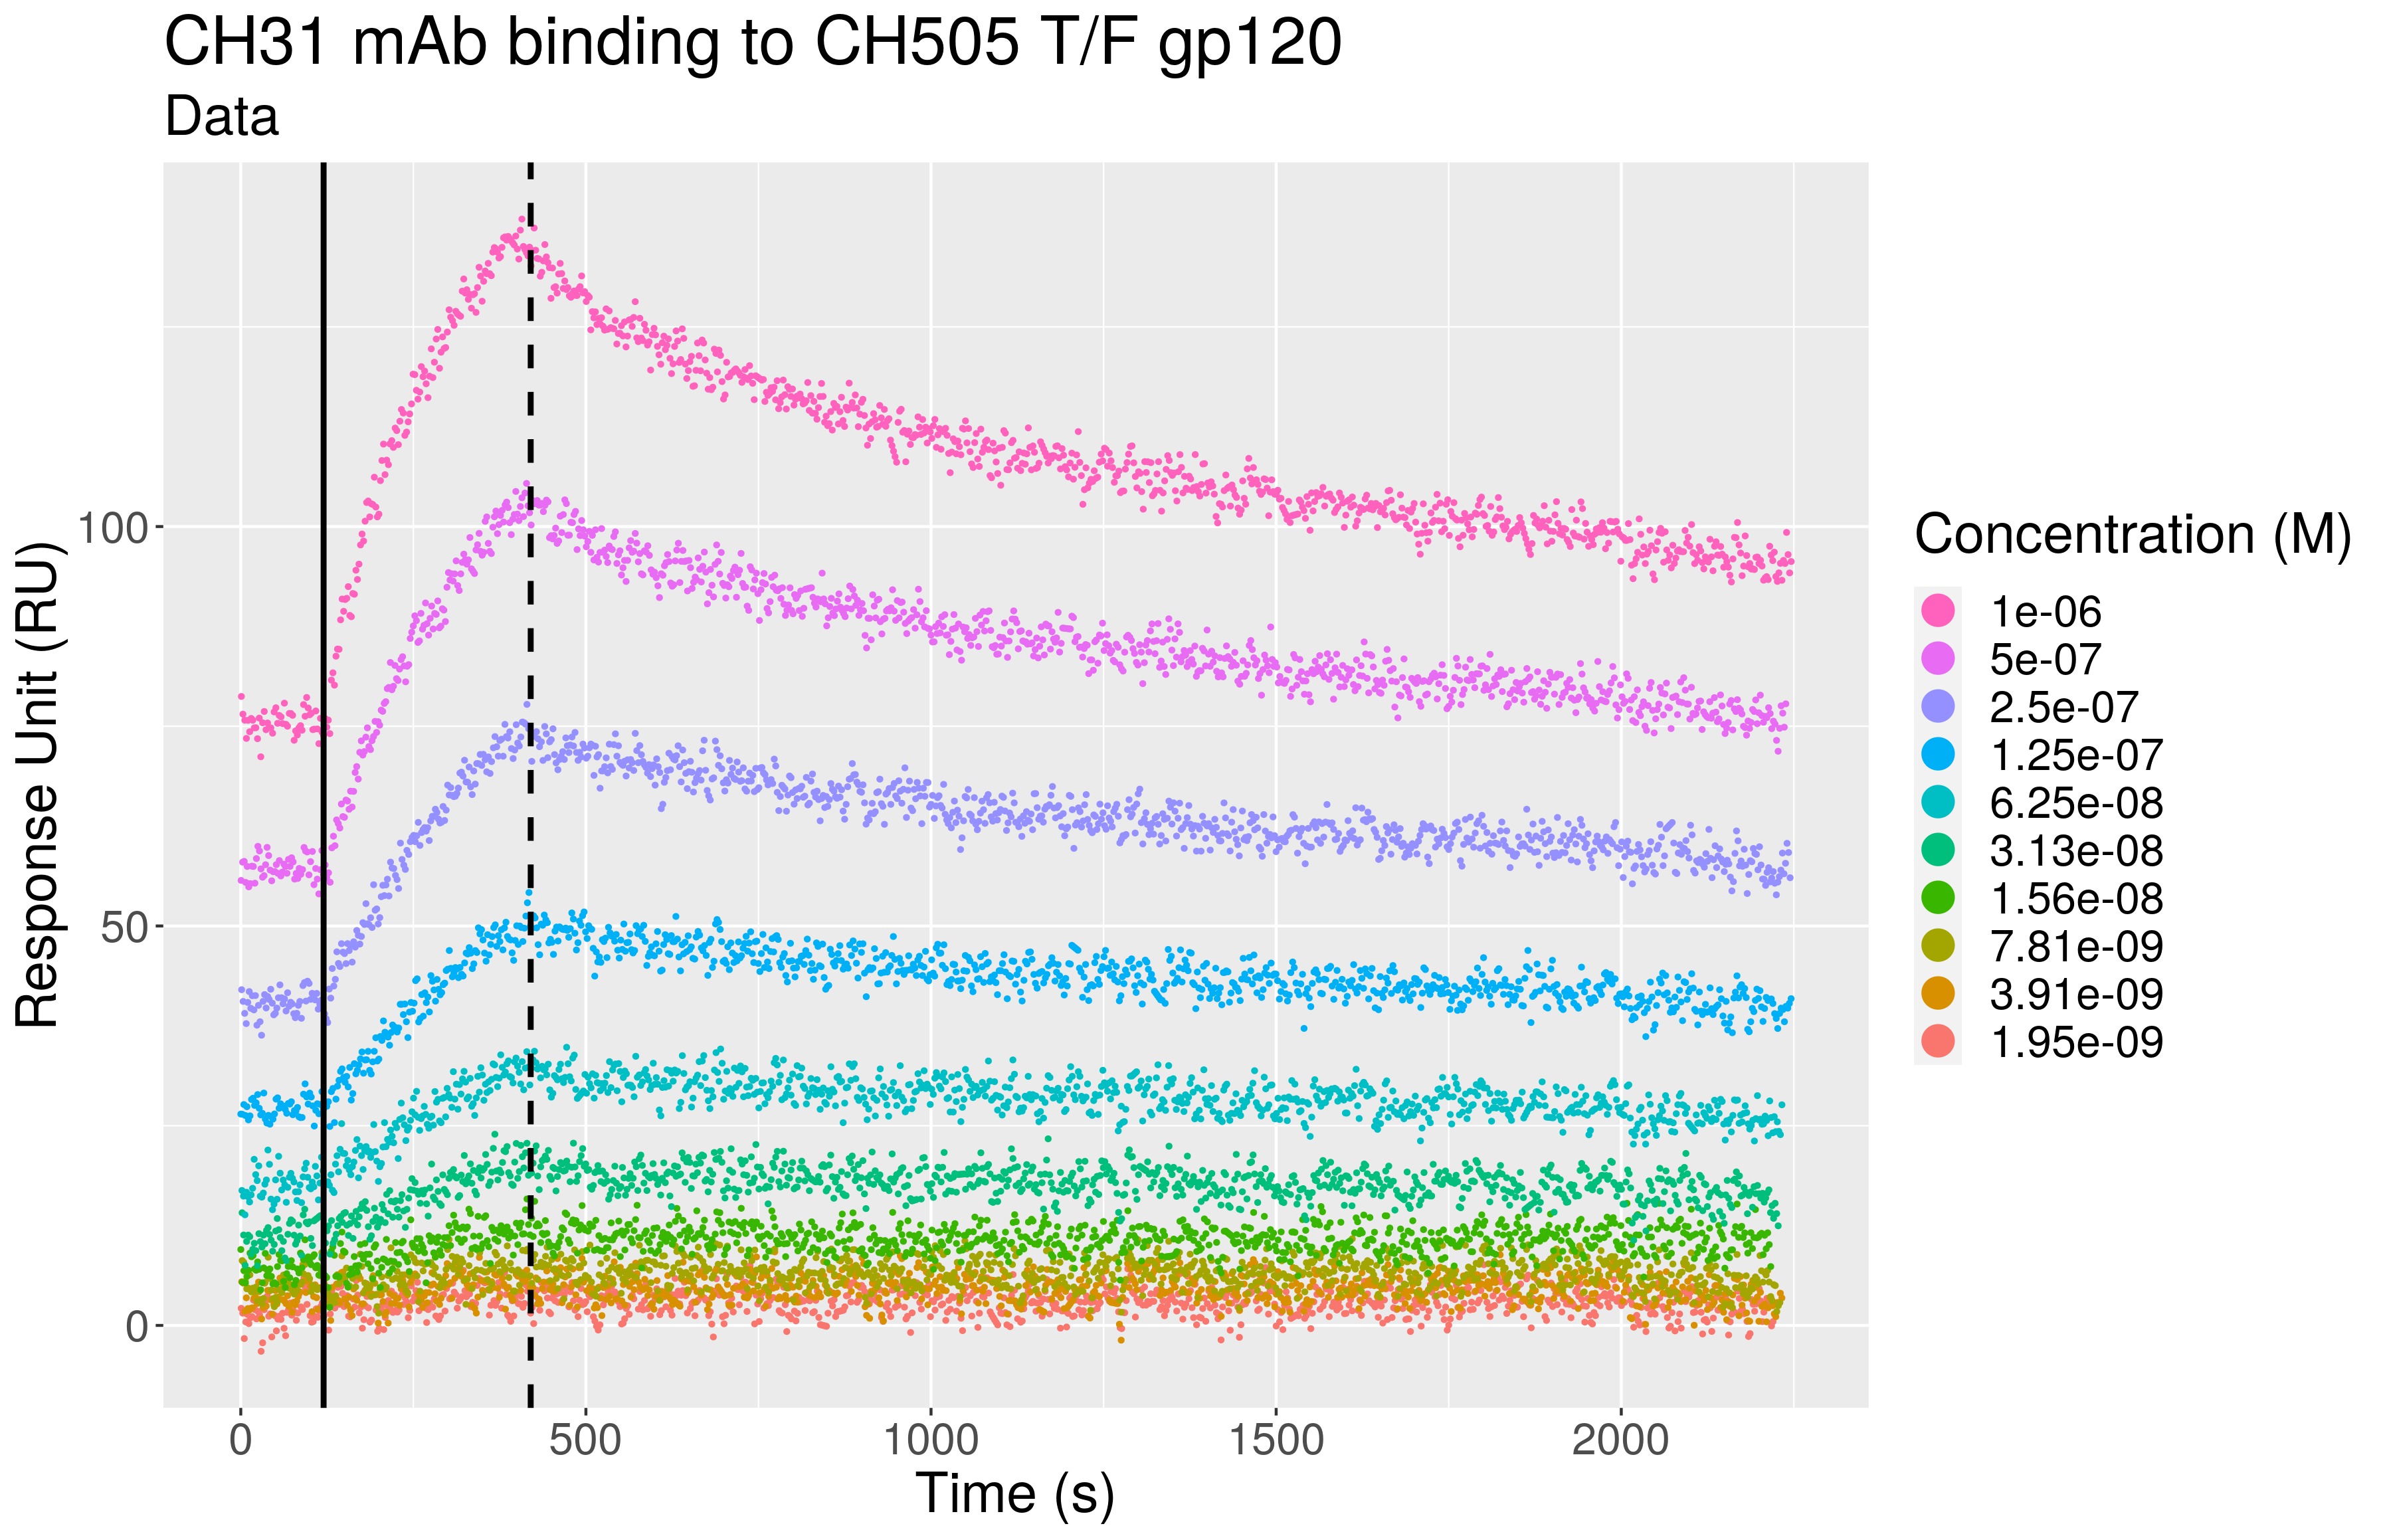 CH31 mAb binding to CH505 T/F gp120
Data
Response Unit (RU)
100
50
0
0 500 1000 1500 2000
Time (s)
Concentration (M)
1e-06
5e-07
2.5e-07
1.25e-07
6.25e-08
3.13e-08
1.56e-08
7.81e-09
3.91e-09
1.95e-09